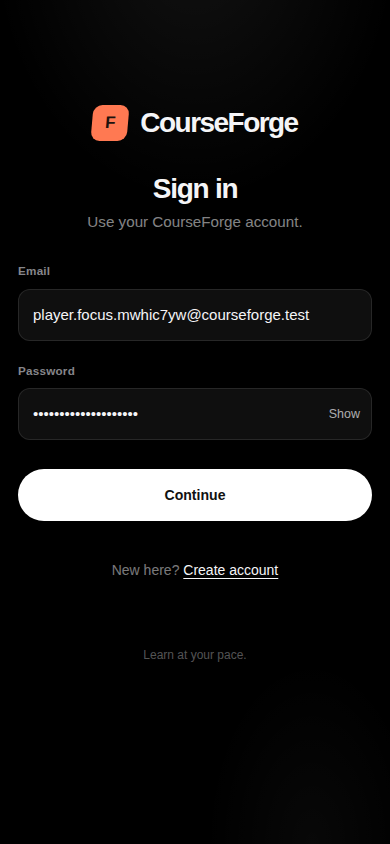 F CourseForge
Sign in
Use your CourseForge account.
Email
player.focus.mwhic7yw@courseforge.test
Password
•••••••••••••••••••• Show
Continue
New here? Create account
Learn at your pace.